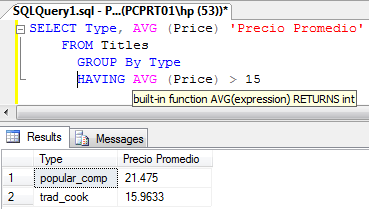 SQLQuery1.sql - P...(PCPRT01\hp (53))*
SELECT Type, AVG (Price) 'Precio Promedio'
FROM Titles
GROUP By Type
HAVING AVG (Price) > 15
built-in function AVG(expression) RETURNS int
Results Messages
Type Precio Promedio
1 popular_comp 21.475
2 trad_cook 15.9633